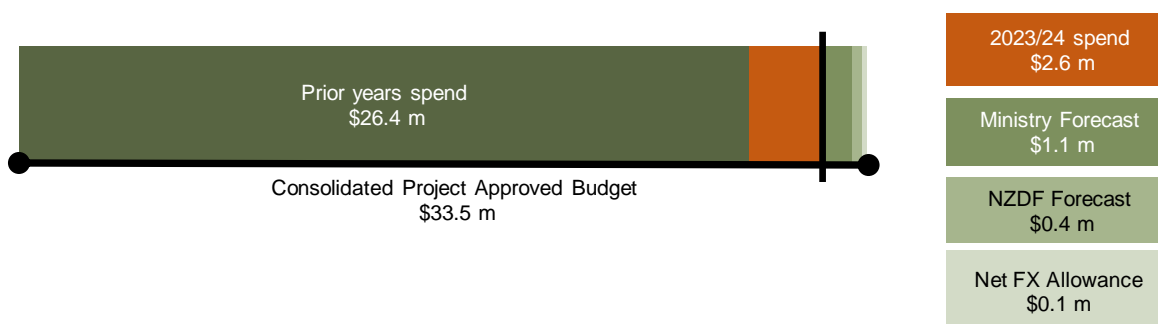 Prior years spend
$26.4 m
Consolidated Project Approved Budget
$33.5 m
2023/24 spend
$2.6 m
Ministry Forecast
$1.1 m
NZDF Forecast
$0.4 m
Net FX Allowance
$0.1 m